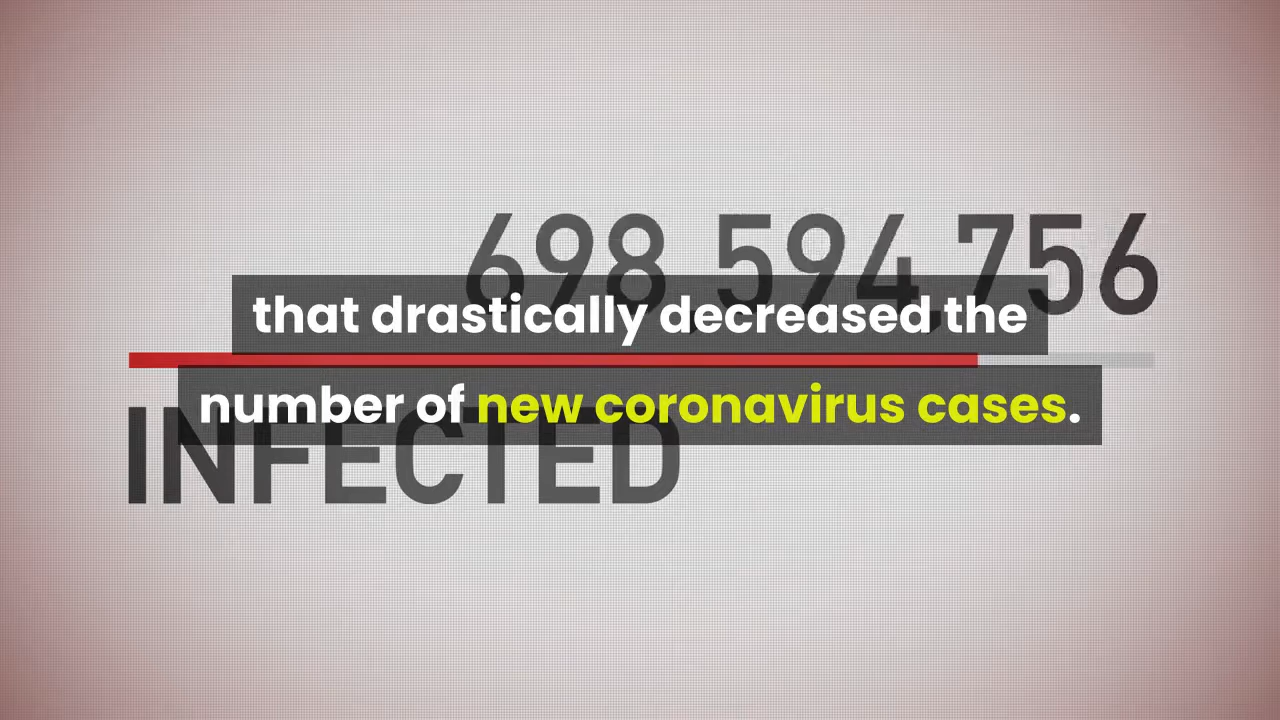 698,594,756
that drastically decreased the
number of new coronavirus cases.
INFECTED